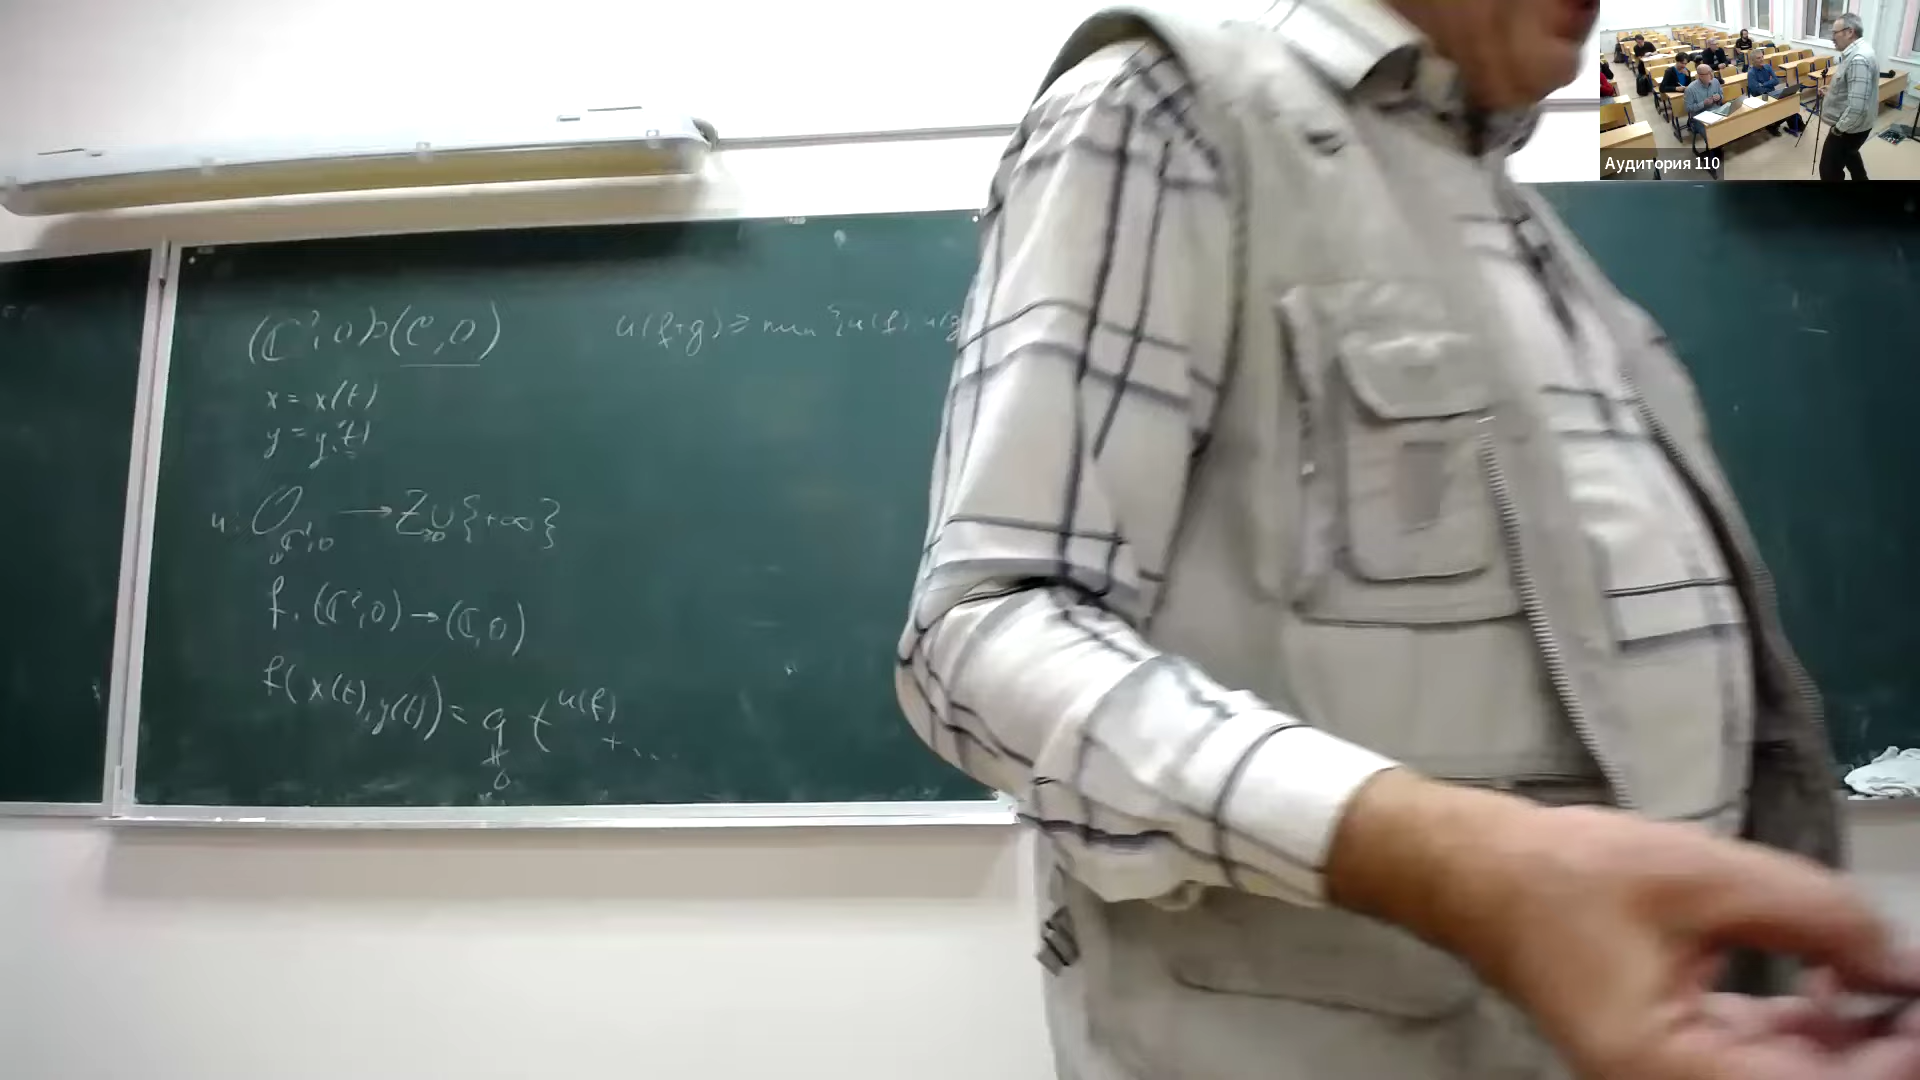 (ℂ²,0)⊃(C,0)
u(f+g) ≥ min {u(f), u(g
x = x(t)
y = y(t)
u: 𝒪_{ℂ²,0} → ℤ_{≥0} ∪ {+∞}
f: (ℂ²,0) → (ℂ,0)
f(x(t), y(t)) = a t^{u(f)} + ...
≠
0
Аудитория 110